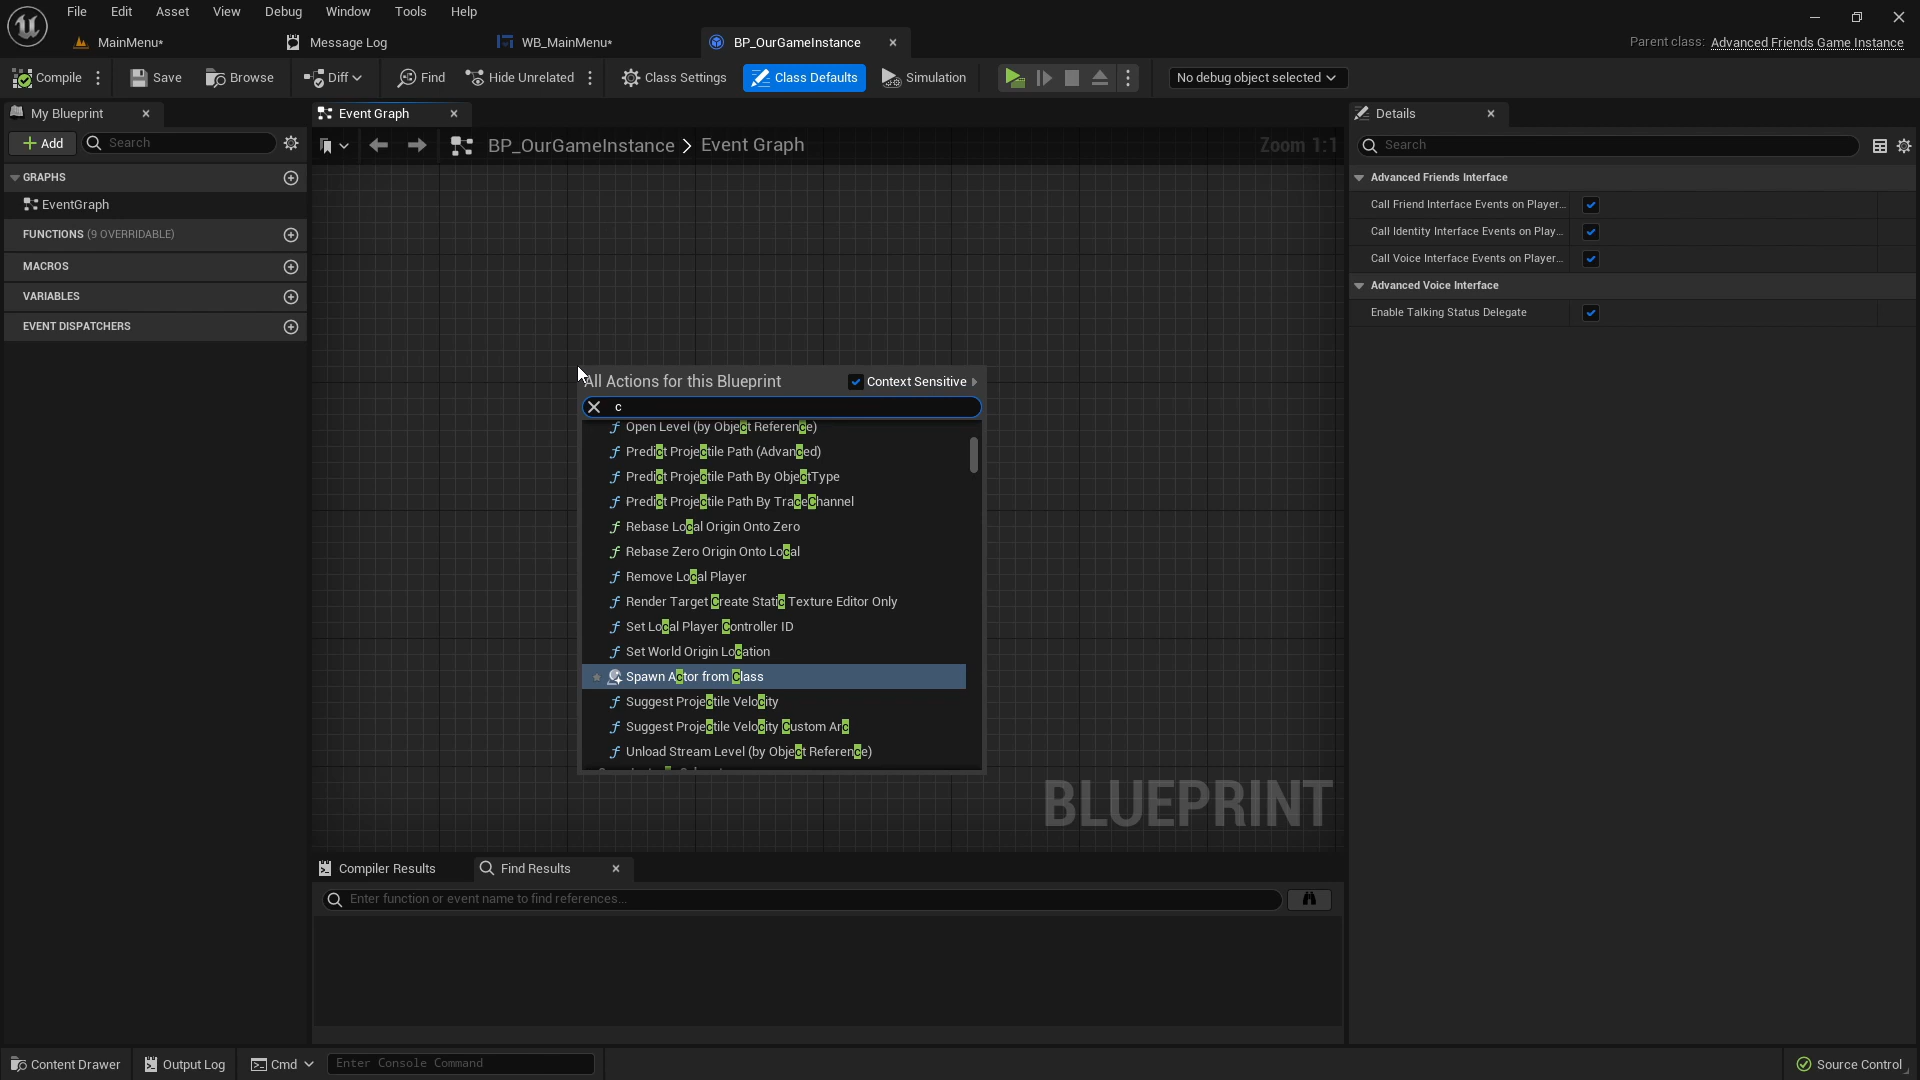 File Edit Asset View Debug Window Tools Help
MainMenu* Message Log WB_MainMenu* BP_OurGameInstance Parent class: Advanced Friends Game Instance
Compile Save Browse Diff Find Hide Unrelated Class Settings Class Defaults Simulation No debug object selected
My Blueprint Event Graph Details
Add Search BP_OurGameInstance > Event Graph Zoom 1:1 Search
GRAPHS
EventGraph
FUNCTIONS (9 OVERRIDABLE)
MACROS
VARIABLES
EVENT DISPATCHERS
All Actions for this Blueprint Context Sensitive
c
Open Level (by Object Reference)
Predict Projectile Path (Advanced)
Predict Projectile Path By ObjectType
Predict Projectile Path By TraceChannel
Rebase Local Origin Onto Zero
Rebase Zero Origin Onto Local
Remove Local Player
Render Target Create Static Texture Editor Only
Set Local Player Controller ID
Set World Origin Location
Spawn Actor from Class
Suggest Projectile Velocity
Suggest Projectile Velocity Custom Arc
Unload Stream Level (by Object Reference)
BLUEPRINT
Advanced Friends Interface
Call Friend Interface Events on Player...
Call Identity Interface Events on Play...
Call Voice Interface Events on Player...
Advanced Voice Interface
Enable Talking Status Delegate
Compiler Results Find Results
Enter function or event name to find references...
Content Drawer Output Log Cmd Enter Console Command Source Control